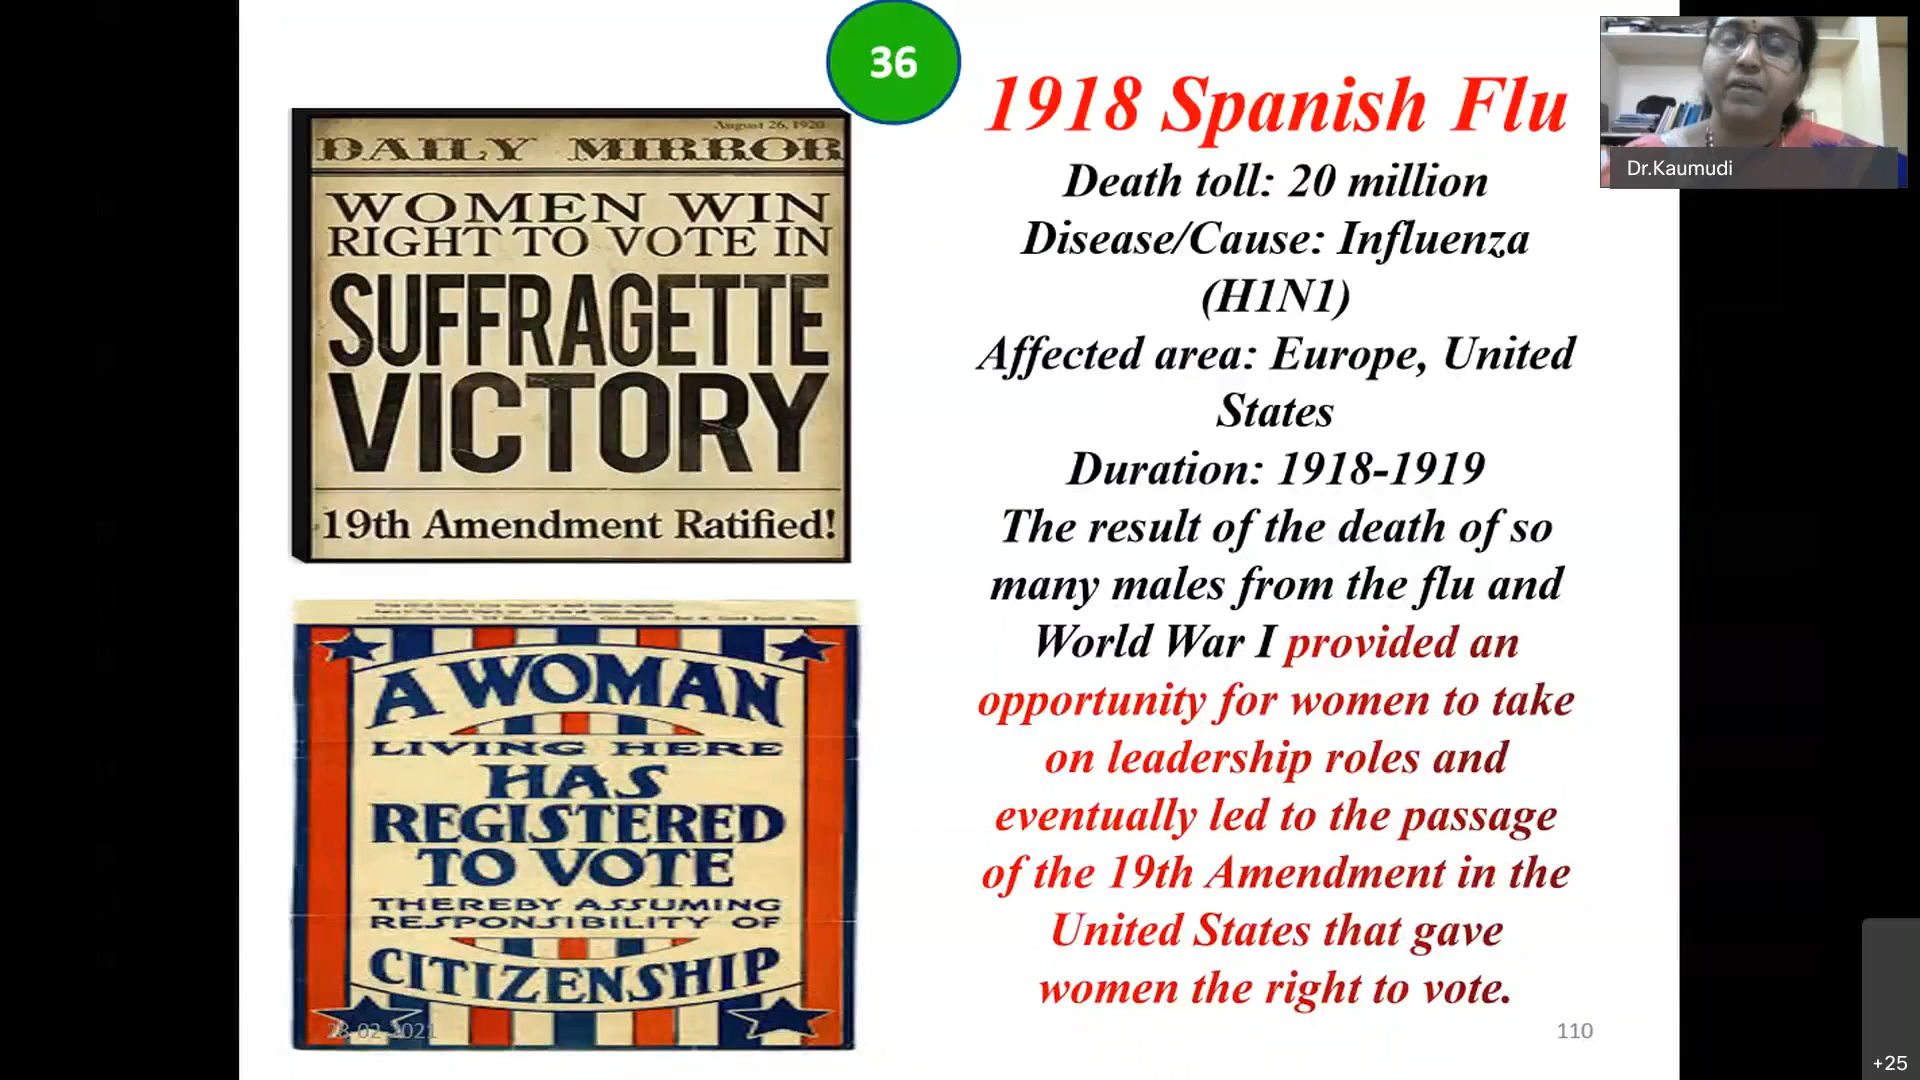 36
August 26, 1920
DAILY MIRROR
WOMEN WIN
RIGHT TO VOTE IN
SUFFRAGETTE
VICTORY
19th Amendment Ratified!
A WOMAN
LIVING HERE
HAS
REGISTERED
TO VOTE
THEREBY ASSUMING
RESPONSIBILITY OF
CITIZENSHIP
28-02-2021
1918 Spanish Flu
Death toll: 20 million
Disease/Cause: Influenza
(H1N1)
Affected area: Europe, United
States
Duration: 1918-1919
The result of the death of so
many males from the flu and
World War I provided an
opportunity for women to take
on leadership roles and
eventually led to the passage
of the 19th Amendment in the
United States that gave
women the right to vote.
110
Dr.Kaumudi
+25